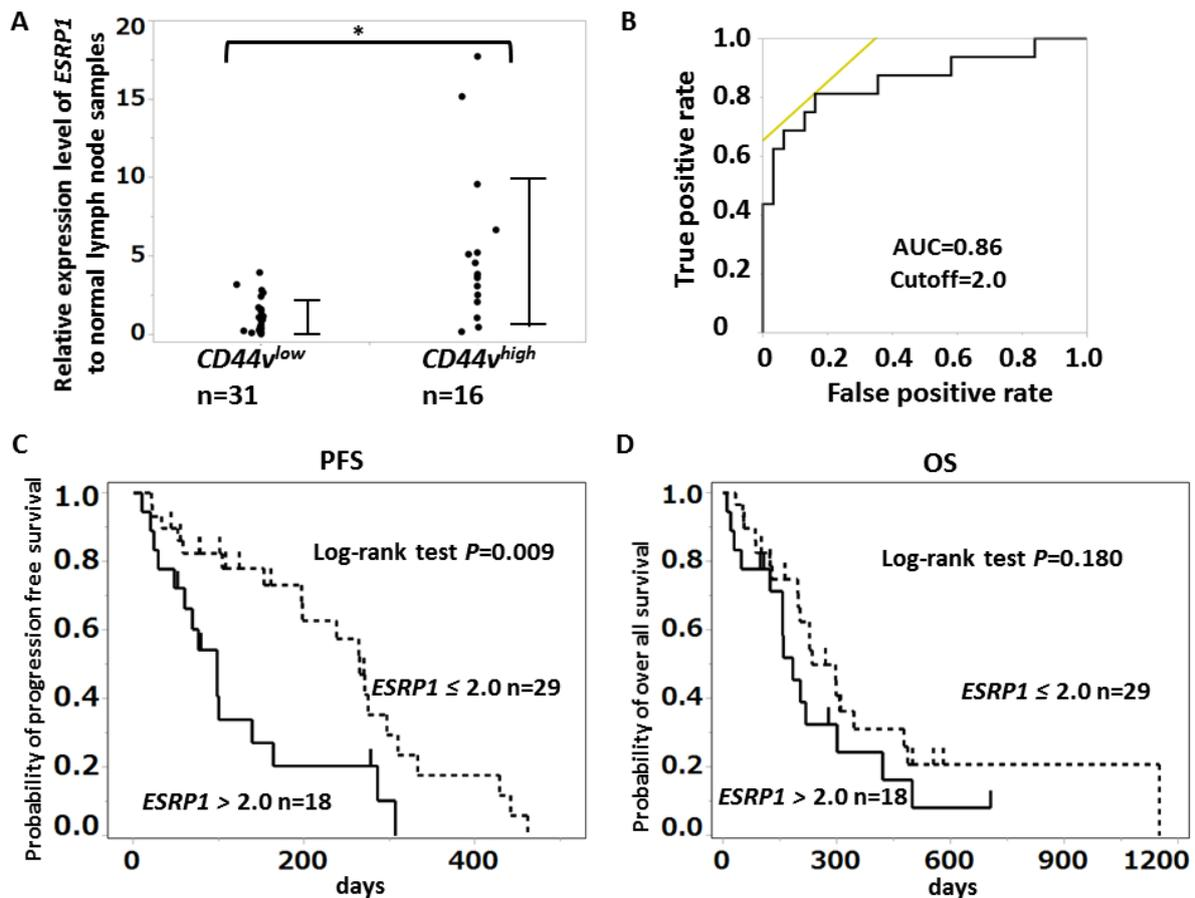 A
Relative expression level of ESRP1
to normal lymph node samples
20
15
10
5
0
*
CD44vlow
n=31
CD44vhigh
n=16
B
True positive rate
1.0
0.8
0.6
0.4
0.2
0
AUC=0.86
Cutoff=2.0
0 0.2 0.4 0.6 0.8 1.0
False positive rate
C
PFS
Probability of progression free survival
1.0
0.8
0.6
0.4
0.2
0.0
Log-rank test P=0.009
ESRP1 ≤ 2.0 n=29
ESRP1 > 2.0 n=18
0 200 400
days
D
OS
Probability of over all survival
1.0
0.8
0.6
0.4
0.2
0.0
Log-rank test P=0.180
ESRP1 ≤ 2.0 n=29
ESRP1 > 2.0 n=18
0 300 600 900 1200
days